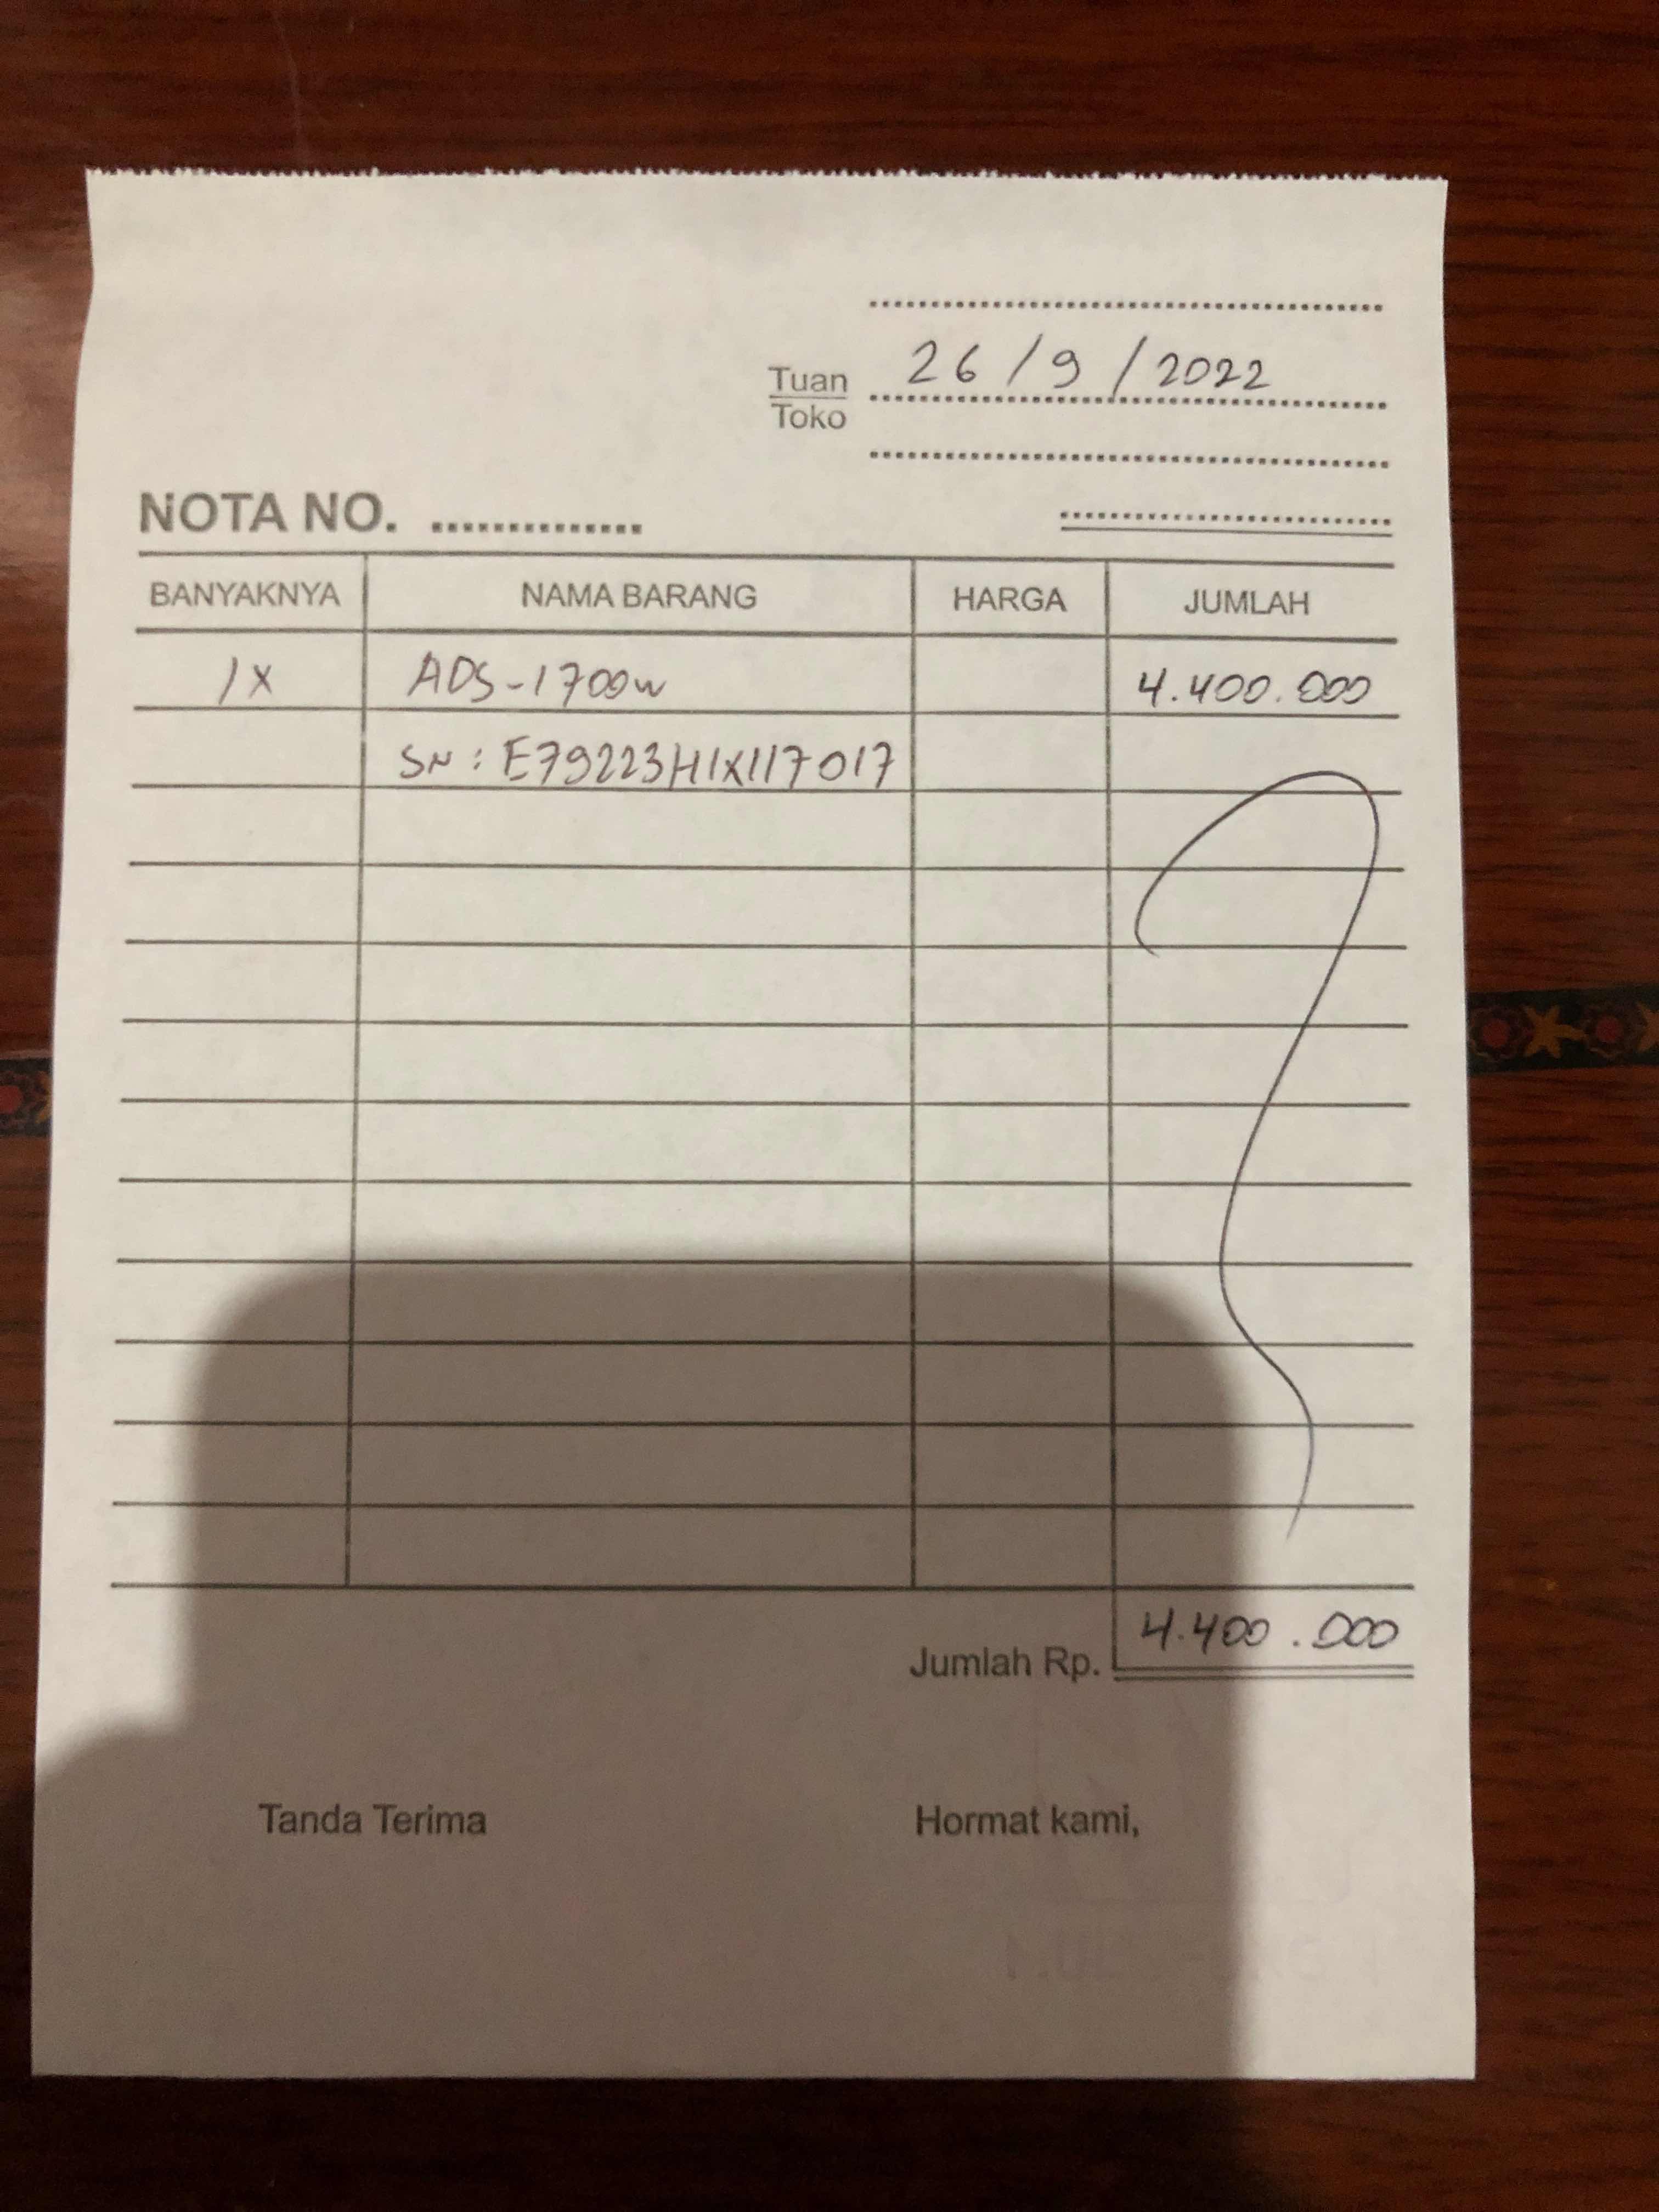 26/9/2022
Tuan
Toko
NOTA NO. ..............
BANYAKNYA NAMA BARANG HARGA JUMLAH
1X ADS-1700w 4.400.000
SN : E79223H1X117017
Jumlah Rp. 4.400.000
Tanda Terima Hormat kami,